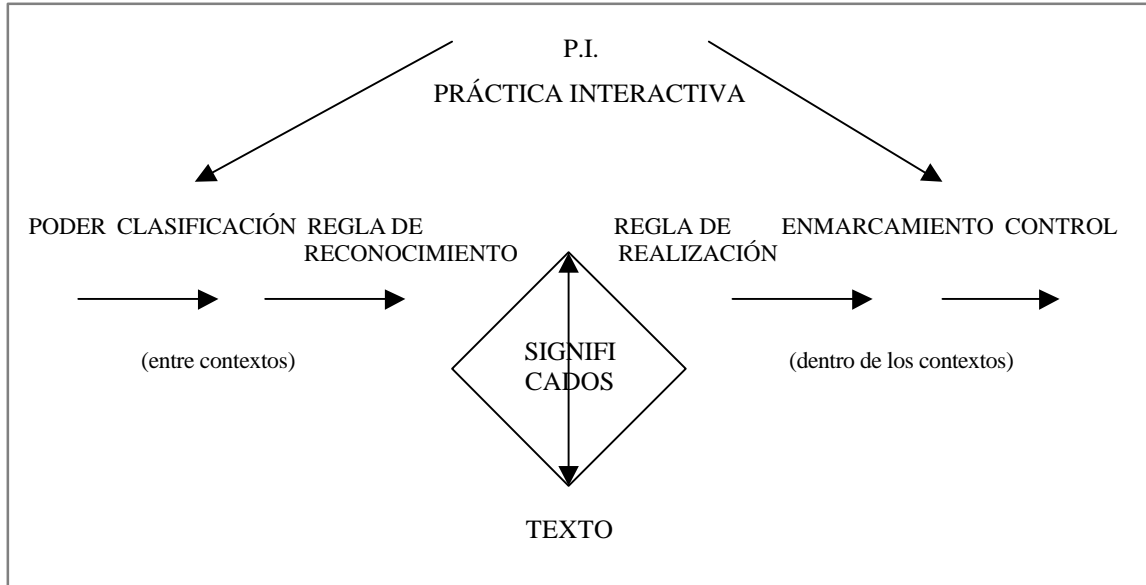 P.I.
PRÁCTICA INTERACTIVA
PODER CLASIFICACIÓN REGLA DE REGLA DE ENMARCAMIENTO CONTROL
RECONOCIMIENTO REALIZACIÓN
(entre contextos) SIGNIFI (dentro de los contextos)
CADOS
TEXTO